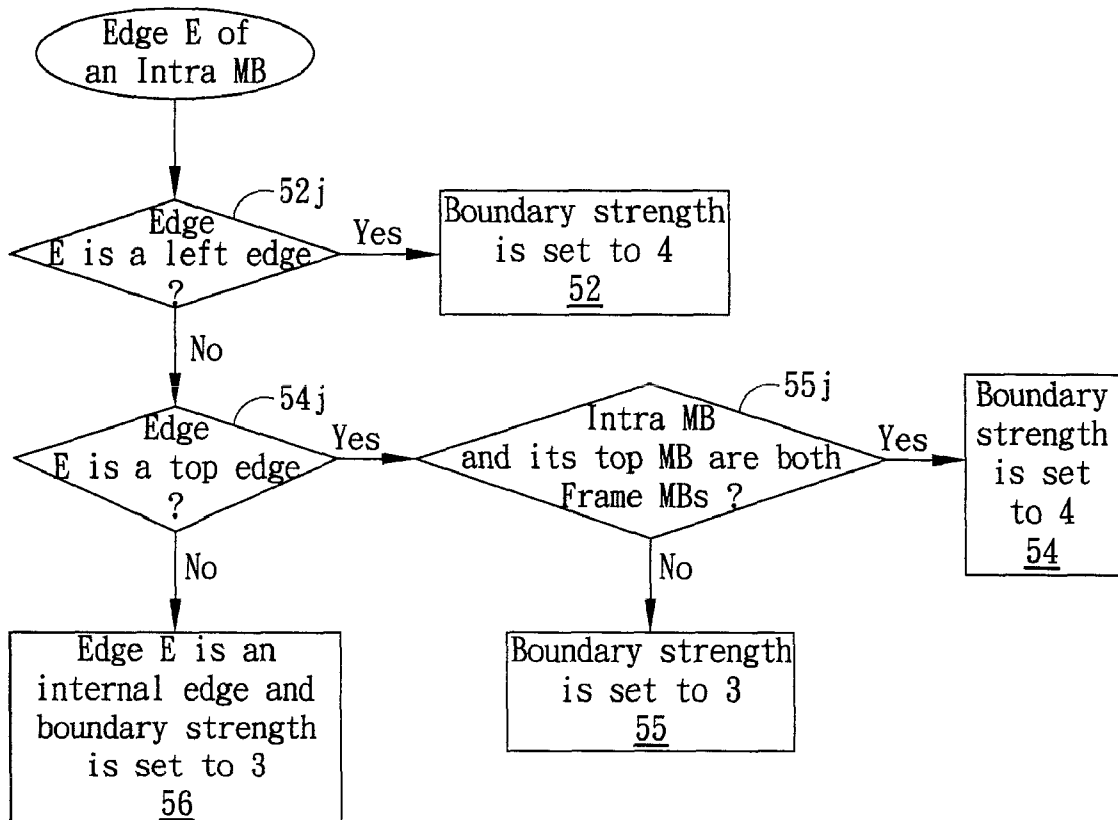 Edge E of
an Intra MB
52j
Edge
E is a left edge
?
Yes
Boundary strength
is set to 4
52
No
54j
Edge
E is a top edge
?
Yes
55j
Intra MB
and its top MB are both
Frame MBs ?
Yes
Boundary
strength
is set
to 4
54
No
Edge E is an
internal edge and
boundary strength
is set to 3
56
No
Boundary strength
is set to 3
55